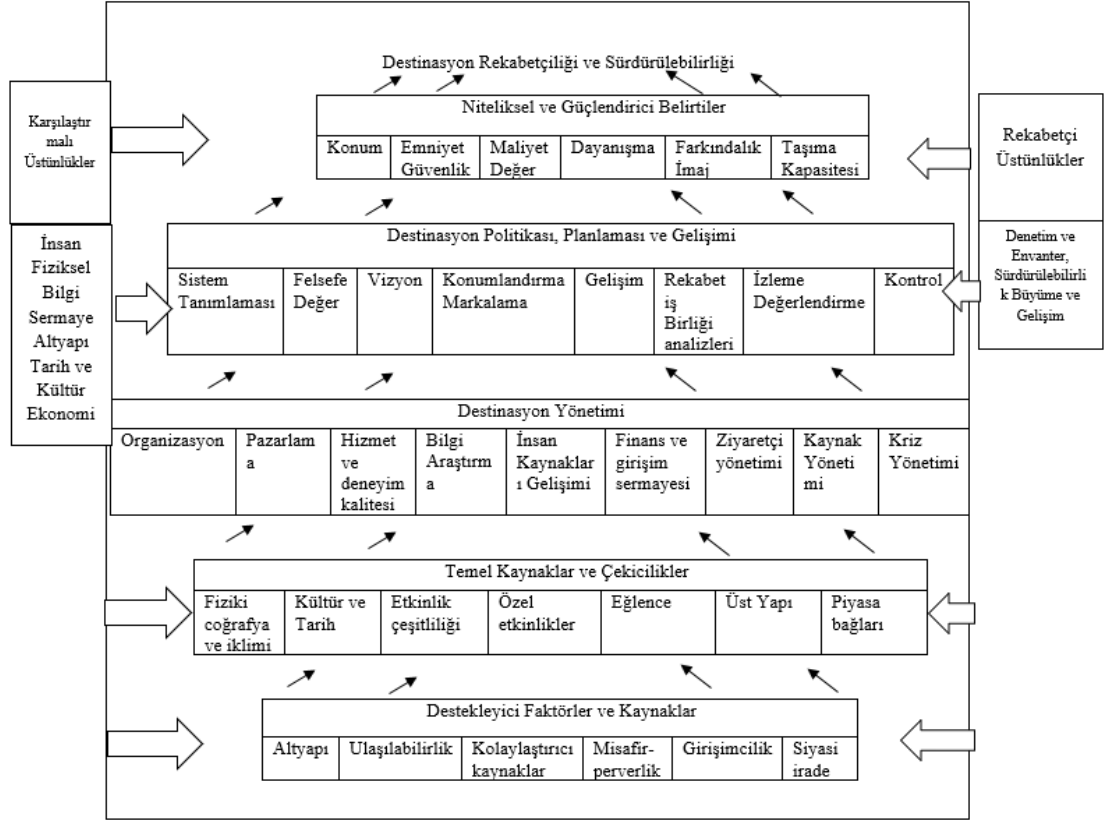 Destinasyon Rekabetçiliği ve Sürdürülebilirliği
Karşılaştır
malı
Üstünlükler
İnsan
Fiziksel
Bilgi
Sermaye
Altyapı
Tarih ve
Kültür
Ekonomi
Niteliksel ve Güçlendirici Belirtiler
Konum
Emniyet
Güvenlik
Maliyet
Değer
Dayanışma
Farkındalık
İmaj
Taşıma
Kapasitesi
Rekabetçi
Üstünlükler
Denetim ve
Envanter,
Sürdürülebilirli
k Büyüme ve
Gelişim
Destinasyon Politikası, Planlaması ve Gelişimi
Sistem
Tanımlaması
Felsefe
Değer
Vizyon
Konumlandırma
Markalama
Gelişim
Rekabet
iş
Birliği
analizleri
İzleme
Değerlendirme
Kontrol
Destinasyon Yönetimi
Organizasyon
Pazarlam
a
Hizmet
ve
deneyim
kalitesi
Bilgi
Araştırm
a
İnsan
Kaynaklar
ı Gelişimi
Finans ve
girişim
sermayesi
Ziyaretçi
yönetimi
Kaynak
Yöneti
mi
Kriz
Yönetimi
Temel Kaynaklar ve Çekicilikler
Fiziki
coğrafya
ve iklimi
Kültür ve
Tarih
Etkinlik
çeşitliliği
Özel
etkinlikler
Eğlence
Üst Yapı
Piyasa
bağları
Destekleyici Faktörler ve Kaynaklar
Altyapı
Ulaşılabilirlik
Kolaylaştırıcı
kaynaklar
Misafir-
perverlik
Girişimcilik
Siyasi
irade